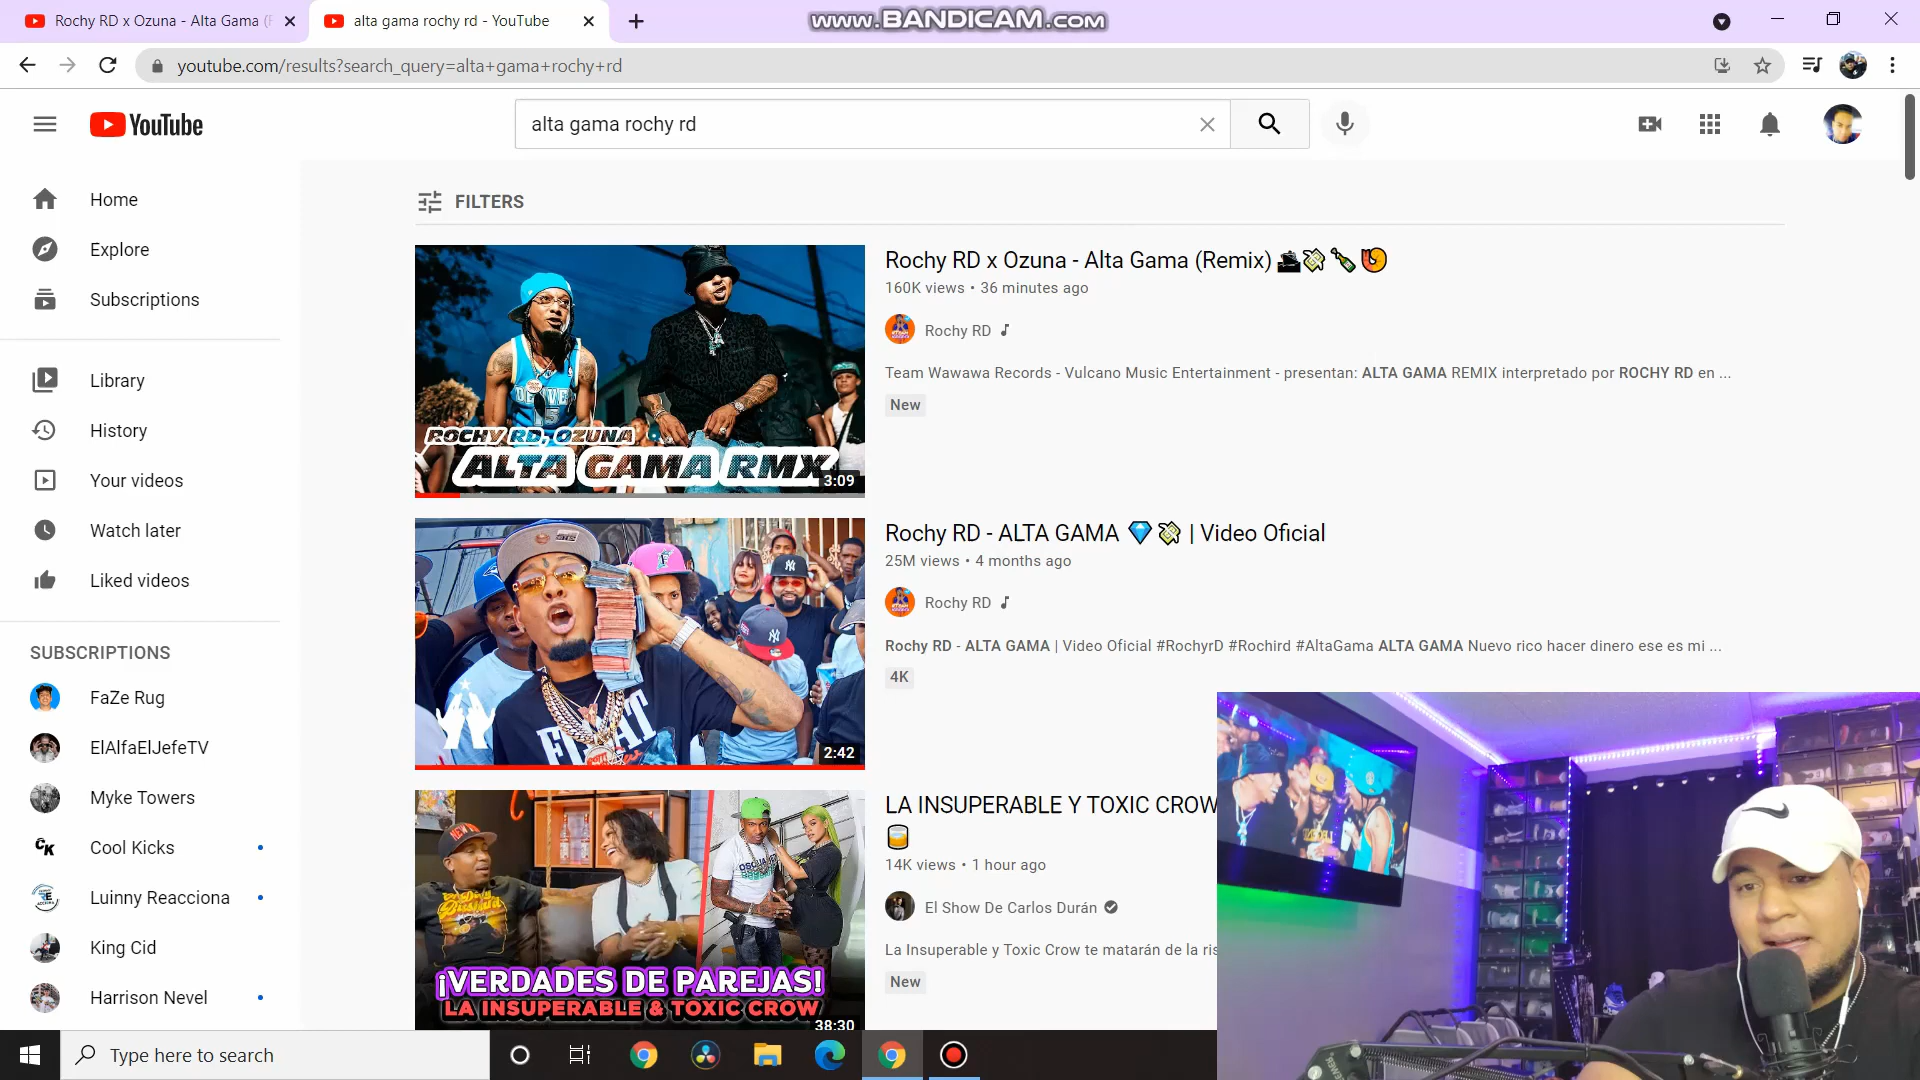 Rochy RD x Ozuna - Alta Gama (
alta gama rochy rd - YouTube
www.BANDICAM.com
youtube.com/results?search_query=alta+gama+rochy+rd
YouTube
alta gama rochy rd
Home
Explore
Subscriptions
Library
History
Your videos
Watch later
Liked videos
SUBSCRIPTIONS
FaZe Rug
ElAlfaElJefeTV
Myke Towers
CK
Cool Kicks
Luinny Reacciona
King Cid
Harrison Nevel
FILTERS
ROCHY RD, OZUNA
ALTA GAMA RMX
3:09
Rochy RD x Ozuna - Alta Gama (Remix)
160K views • 36 minutes ago
Rochy RD
Team Wawawa Records - Vulcano Music Entertainment - presentan: ALTA GAMA REMIX interpretado por ROCHY RD en ...
New
2:42
Rochy RD - ALTA GAMA | Video Oficial
25M views • 4 months ago
Rochy RD
Rochy RD - ALTA GAMA | Video Oficial #RochyrD #Rochird #AltaGama ALTA GAMA Nuevo rico hacer dinero ese es mi ...
4K
¡VERDADES DE PAREJAS!
LA INSUPERABLE & TOXIC CROW
38:30
LA INSUPERABLE Y TOXIC CROW
14K views • 1 hour ago
El Show De Carlos Durán
La Insuperable y Toxic Crow te matarán de la ris
New
Type here to search